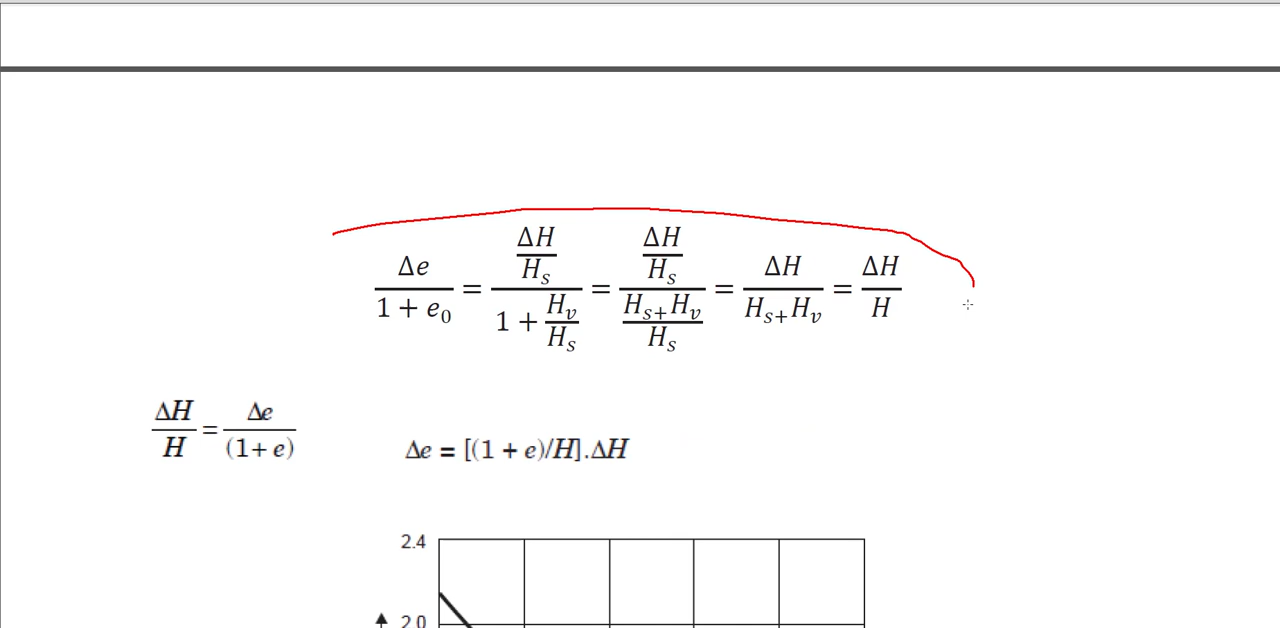 Δe / (1 + e₀) = (ΔH/Hₛ) / (1 + Hᵥ/Hₛ) = (ΔH/Hₛ) / ((Hₛ₊Hᵥ)/Hₛ) = ΔH / (Hₛ₊Hᵥ) = ΔH / H
ΔH / H = Δe / (1+ e)
Δe = [(1 + e)/H].ΔH
2.4
2.0